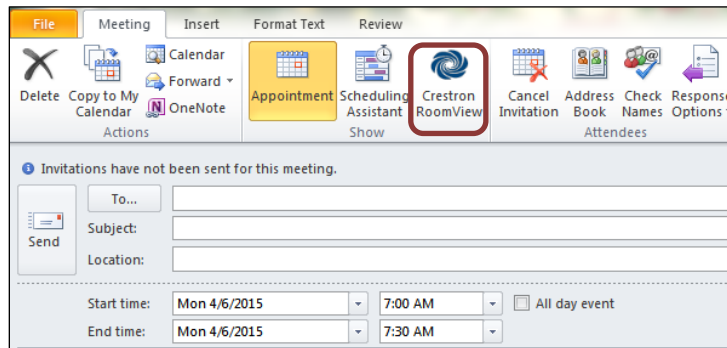 File Meeting Insert Format Text Review
Delete
Copy to My
Calendar
Calendar
Forward
OneNote
Actions
Appointment
Scheduling
Assistant
Crestron
RoomView
Show
Cancel
Invitation
Address
Book
Check
Names
Response
Options
Attendees
Invitations have not been sent for this meeting.
Send
To...
Subject:
Location:
Start time: Mon 4/6/2015 7:00 AM All day event
End time: Mon 4/6/2015 7:30 AM